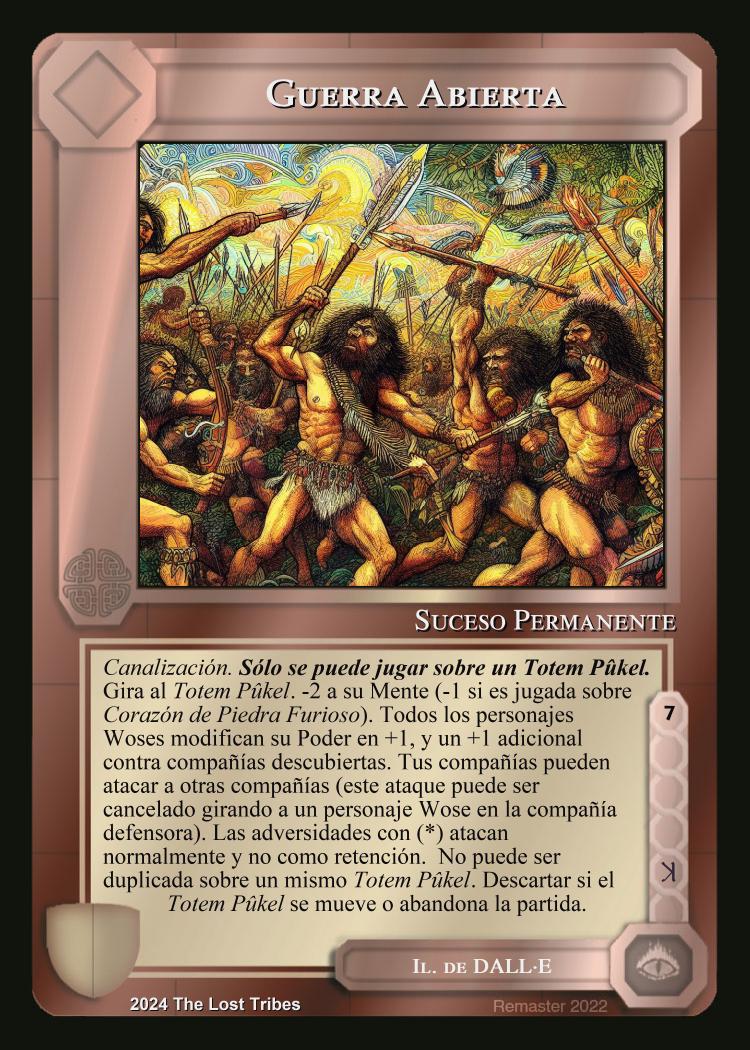 Guerra Abierta
Suceso Permanente
Canalización. Sólo se puede jugar sobre un Totem Pûkel.
Gira al Totem Pûkel. -2 a su Mente (-1 si es jugada sobre
Corazón de Piedra Furioso). Todos los personajes
Woses modifican su Poder en +1, y un +1 adicional
contra compañías descubiertas. Tus compañías pueden
atacar a otras compañías (este ataque puede ser
cancelado girando a un personaje Wose en la compañía
defensora). Las adversidades con (*) atacan
normalmente y no como retención.  No puede ser
duplicada sobre un mismo Totem Pûkel. Descartar si el
Totem Pûkel se mueve o abandona la partida.
7
Il. de DALL·E
2024 The Lost Tribes
Remaster 2022